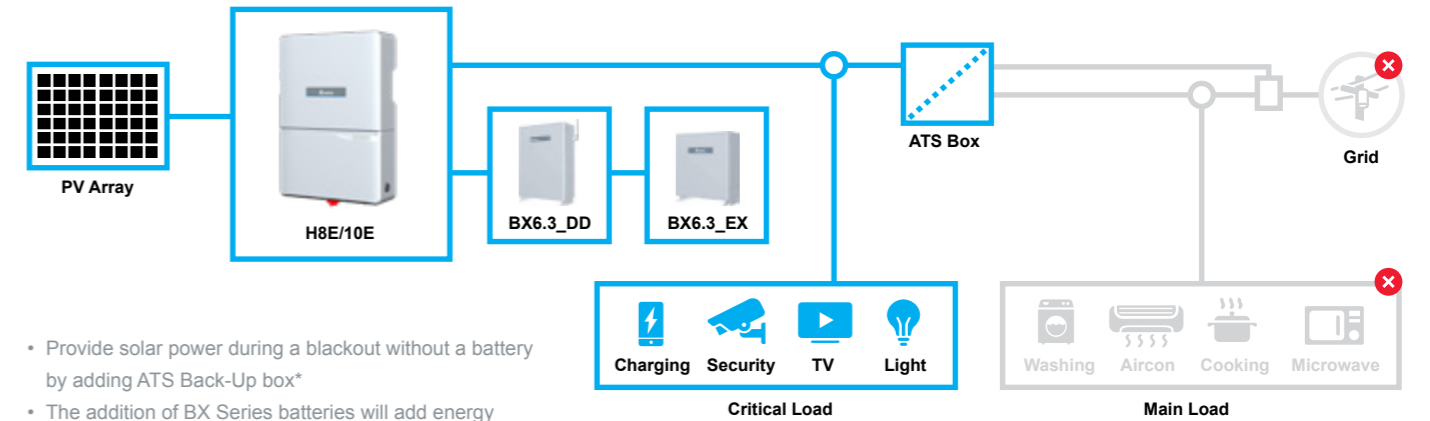 PV Array
H8E/10E
BX6.3_DD
BX6.3_EX
ATS Box
Grid
Charging
Security
TV
Light
Critical Load
Washing
Aircon
Cooking
Microwave
Main Load
• Provide solar power during a blackout without a battery
by adding ATS Back-Up box*
• The addition of BX Series batteries will add energy